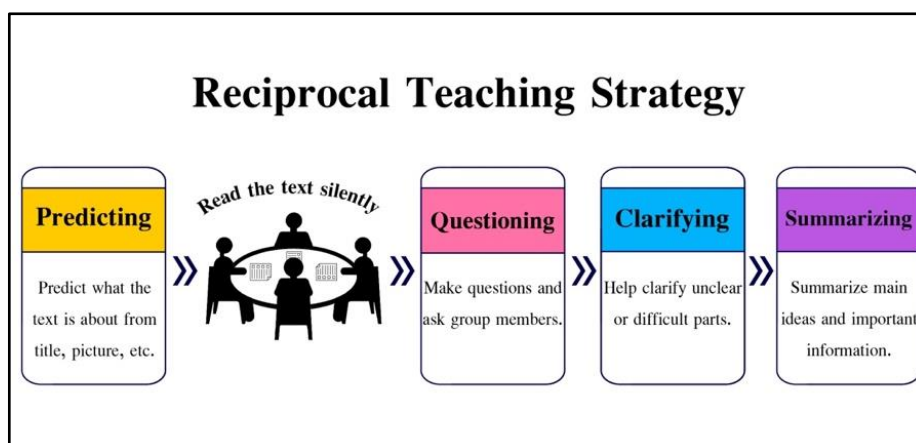 Reciprocal Teaching Strategy
Predicting
Predict what the
text is about from
title, picture, etc.
Read the text silently
Questioning
Make questions and
ask group members.
Clarifying
Help clarify unclear
or difficult parts.
Summarizing
Summarize main
ideas and important
information.